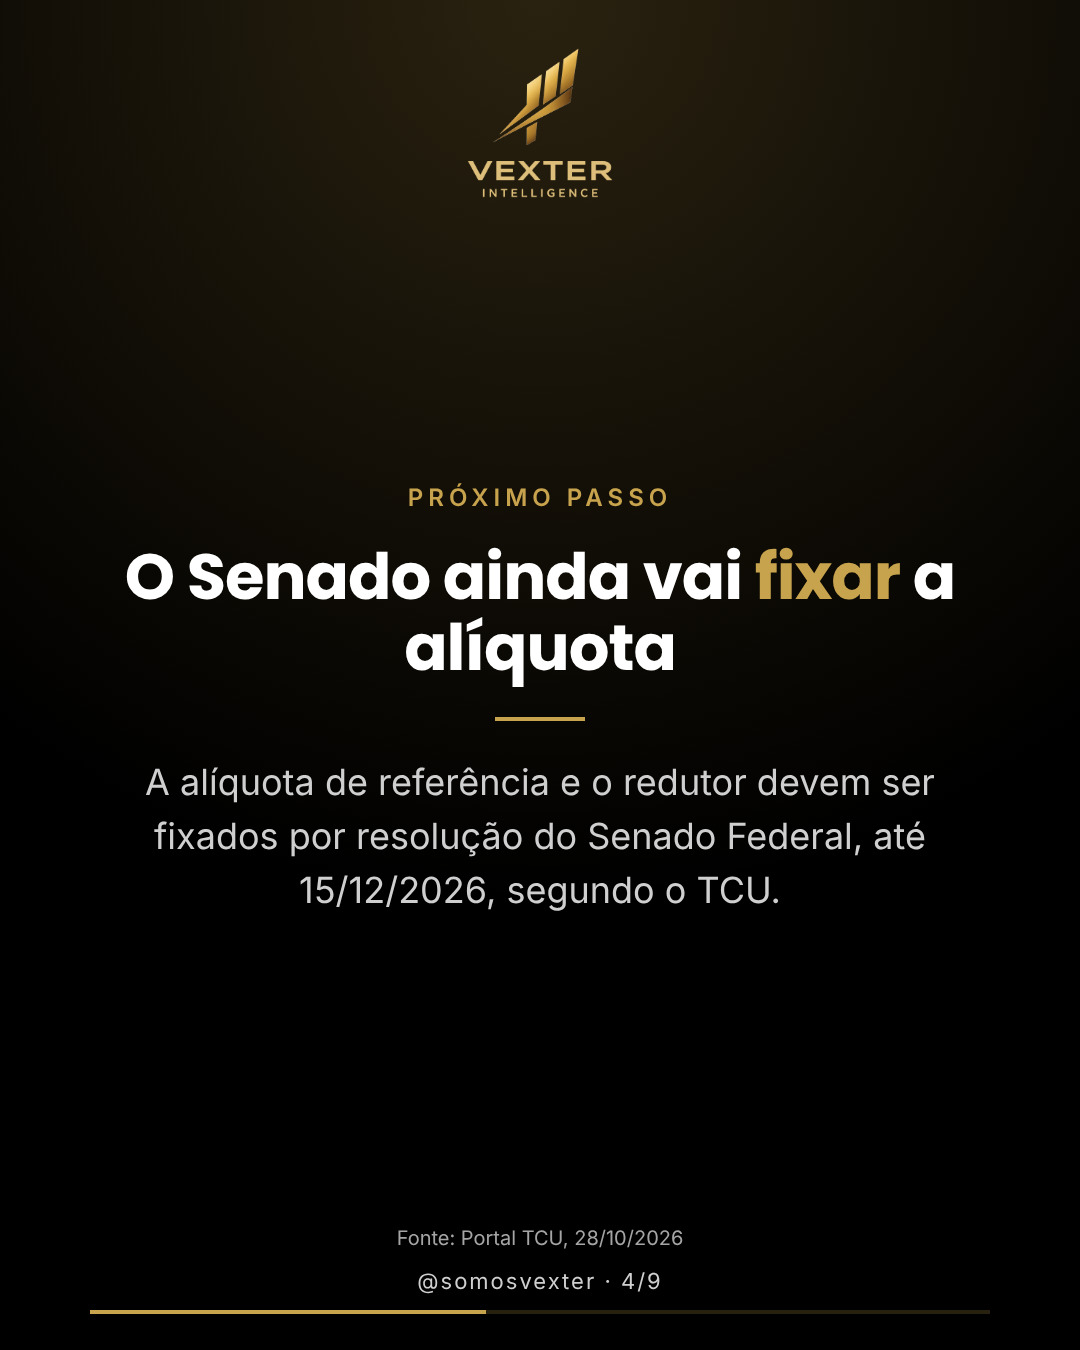 VEXTER
INTELLIGENCE
PRÓXIMO PASSO
O Senado ainda vai fixar a
alíquota
A alíquota de referência e o redutor devem ser
fixados por resolução do Senado Federal, até
15/12/2026, segundo o TCU.
Fonte: Portal TCU, 28/10/2026
@somosvexter · 4/9